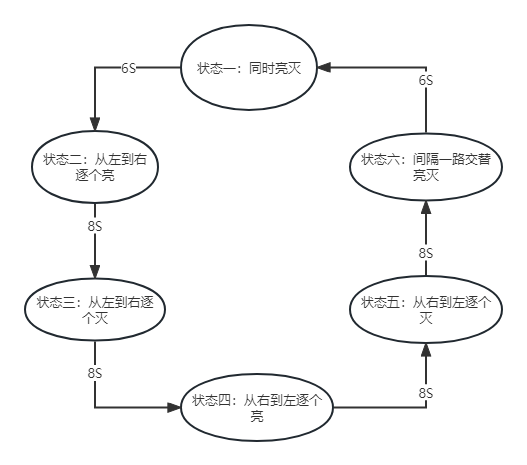 状态一：同时亮灭
6S
6S
状态二：从左到右
逐个亮
状态六：间隔一路交替
亮灭
8S
8S
状态三：从左到右逐
个灭
状态五：从右到左逐个
灭
8S
8S
状态四：从右到左逐个
亮